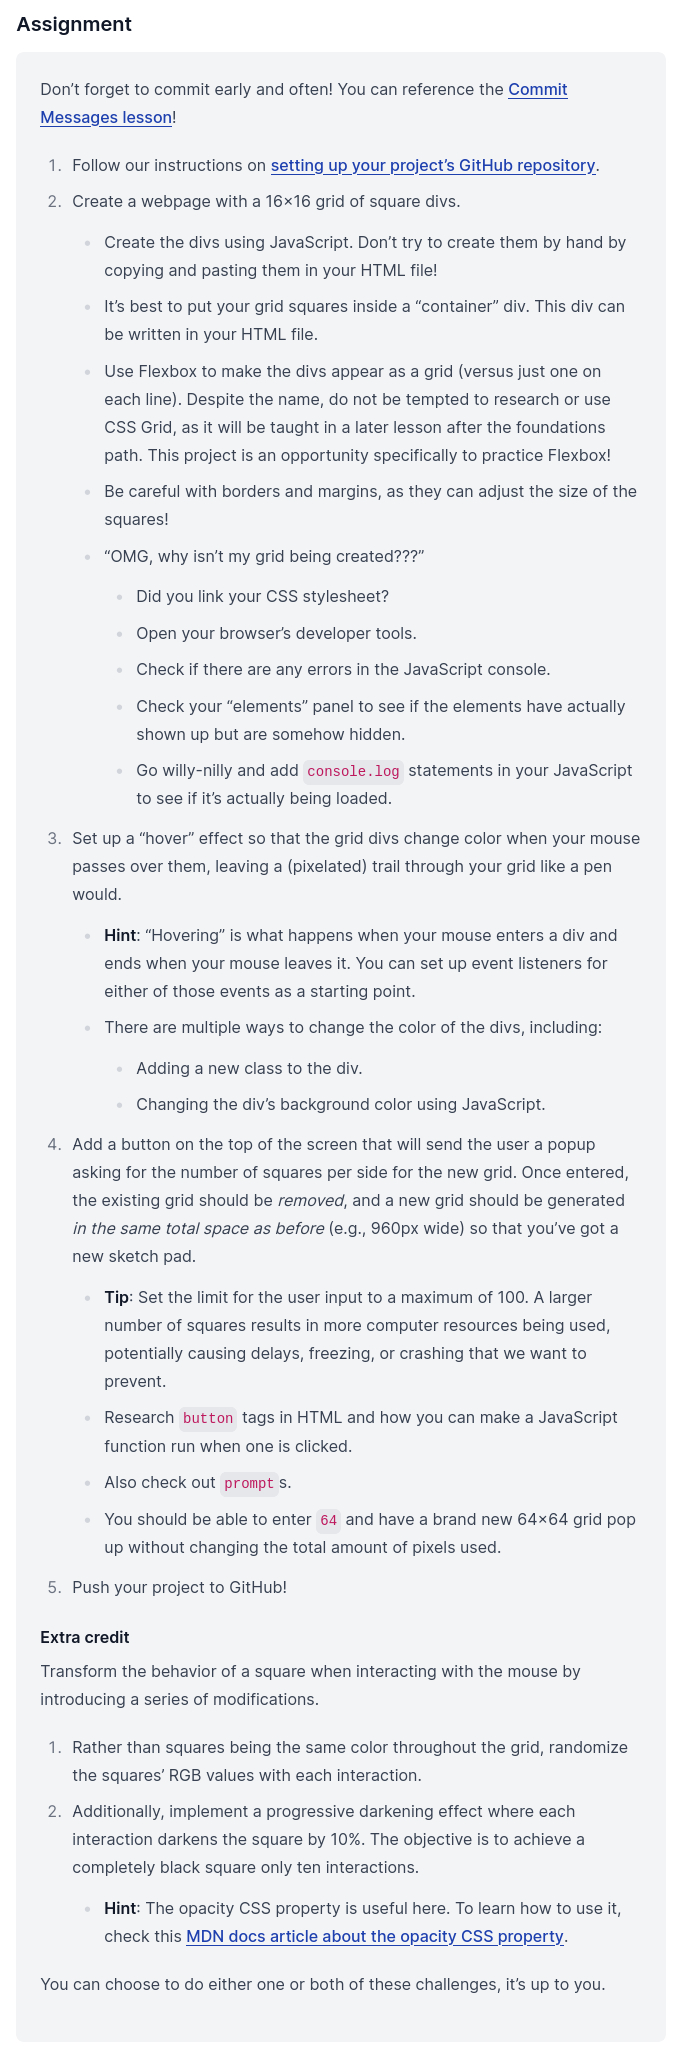 Assignment
Don’t forget to commit early and often! You can reference the Commit
Messages lesson!
1. Follow our instructions on setting up your project’s GitHub repository.
2. Create a webpage with a 16×16 grid of square divs.
• Create the divs using JavaScript. Don’t try to create them by hand by
copying and pasting them in your HTML file!
• It’s best to put your grid squares inside a “container” div. This div can
be written in your HTML file.
• Use Flexbox to make the divs appear as a grid (versus just one on
each line). Despite the name, do not be tempted to research or use
CSS Grid, as it will be taught in a later lesson after the foundations
path. This project is an opportunity specifically to practice Flexbox!
• Be careful with borders and margins, as they can adjust the size of the
squares!
• “OMG, why isn’t my grid being created???”
• Did you link your CSS stylesheet?
• Open your browser’s developer tools.
• Check if there are any errors in the JavaScript console.
• Check your “elements” panel to see if the elements have actually
shown up but are somehow hidden.
• Go willy-nilly and add console.log statements in your JavaScript
to see if it’s actually being loaded.
3. Set up a “hover” effect so that the grid divs change color when your mouse
passes over them, leaving a (pixelated) trail through your grid like a pen
would.
• Hint: “Hovering” is what happens when your mouse enters a div and
ends when your mouse leaves it. You can set up event listeners for
either of those events as a starting point.
• There are multiple ways to change the color of the divs, including:
• Adding a new class to the div.
• Changing the div’s background color using JavaScript.
4. Add a button on the top of the screen that will send the user a popup
asking for the number of squares per side for the new grid. Once entered,
the existing grid should be removed, and a new grid should be generated
in the same total space as before (e.g., 960px wide) so that you’ve got a
new sketch pad.
• Tip: Set the limit for the user input to a maximum of 100. A larger
number of squares results in more computer resources being used,
potentially causing delays, freezing, or crashing that we want to
prevent.
• Research button tags in HTML and how you can make a JavaScript
function run when one is clicked.
• Also check out prompts.
• You should be able to enter 64 and have a brand new 64×64 grid pop
up without changing the total amount of pixels used.
5. Push your project to GitHub!
Extra credit
Transform the behavior of a square when interacting with the mouse by
introducing a series of modifications.
1. Rather than squares being the same color throughout the grid, randomize
the squares’ RGB values with each interaction.
2. Additionally, implement a progressive darkening effect where each
interaction darkens the square by 10%. The objective is to achieve a
completely black square only ten interactions.
• Hint: The opacity CSS property is useful here. To learn how to use it,
check this MDN docs article about the opacity CSS property.
You can choose to do either one or both of these challenges, it’s up to you.